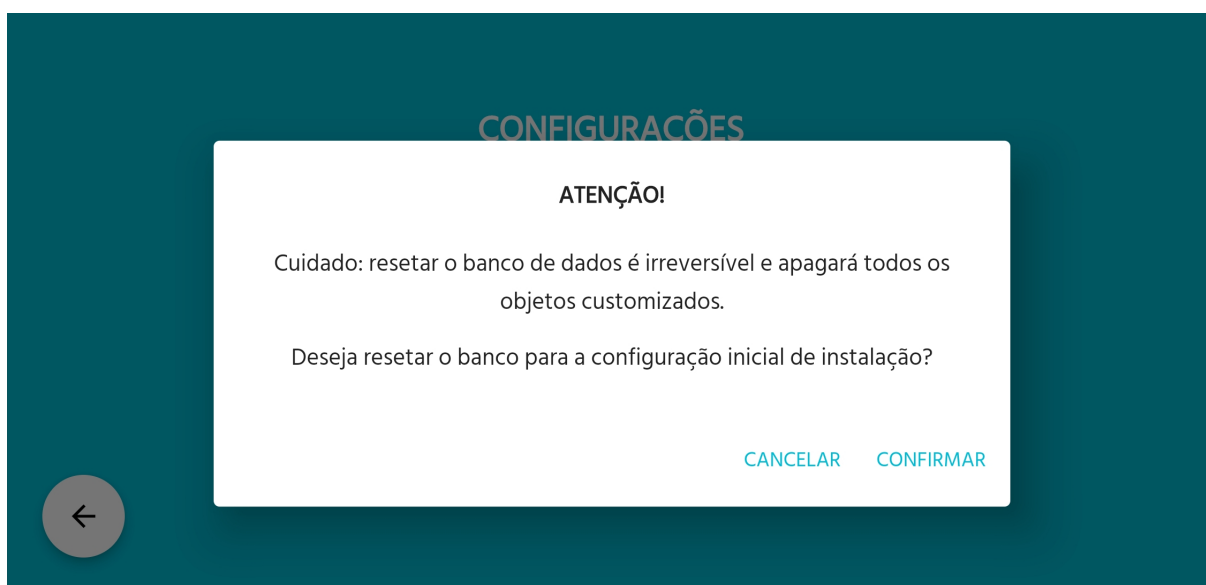 CONFIGURAÇÕES
ATENÇÃO!
Cuidado: resetar o banco de dados é irreversível e apagará todos os
objetos customizados.
Deseja resetar o banco para a configuração inicial de instalação?
CANCELAR CONFIRMAR